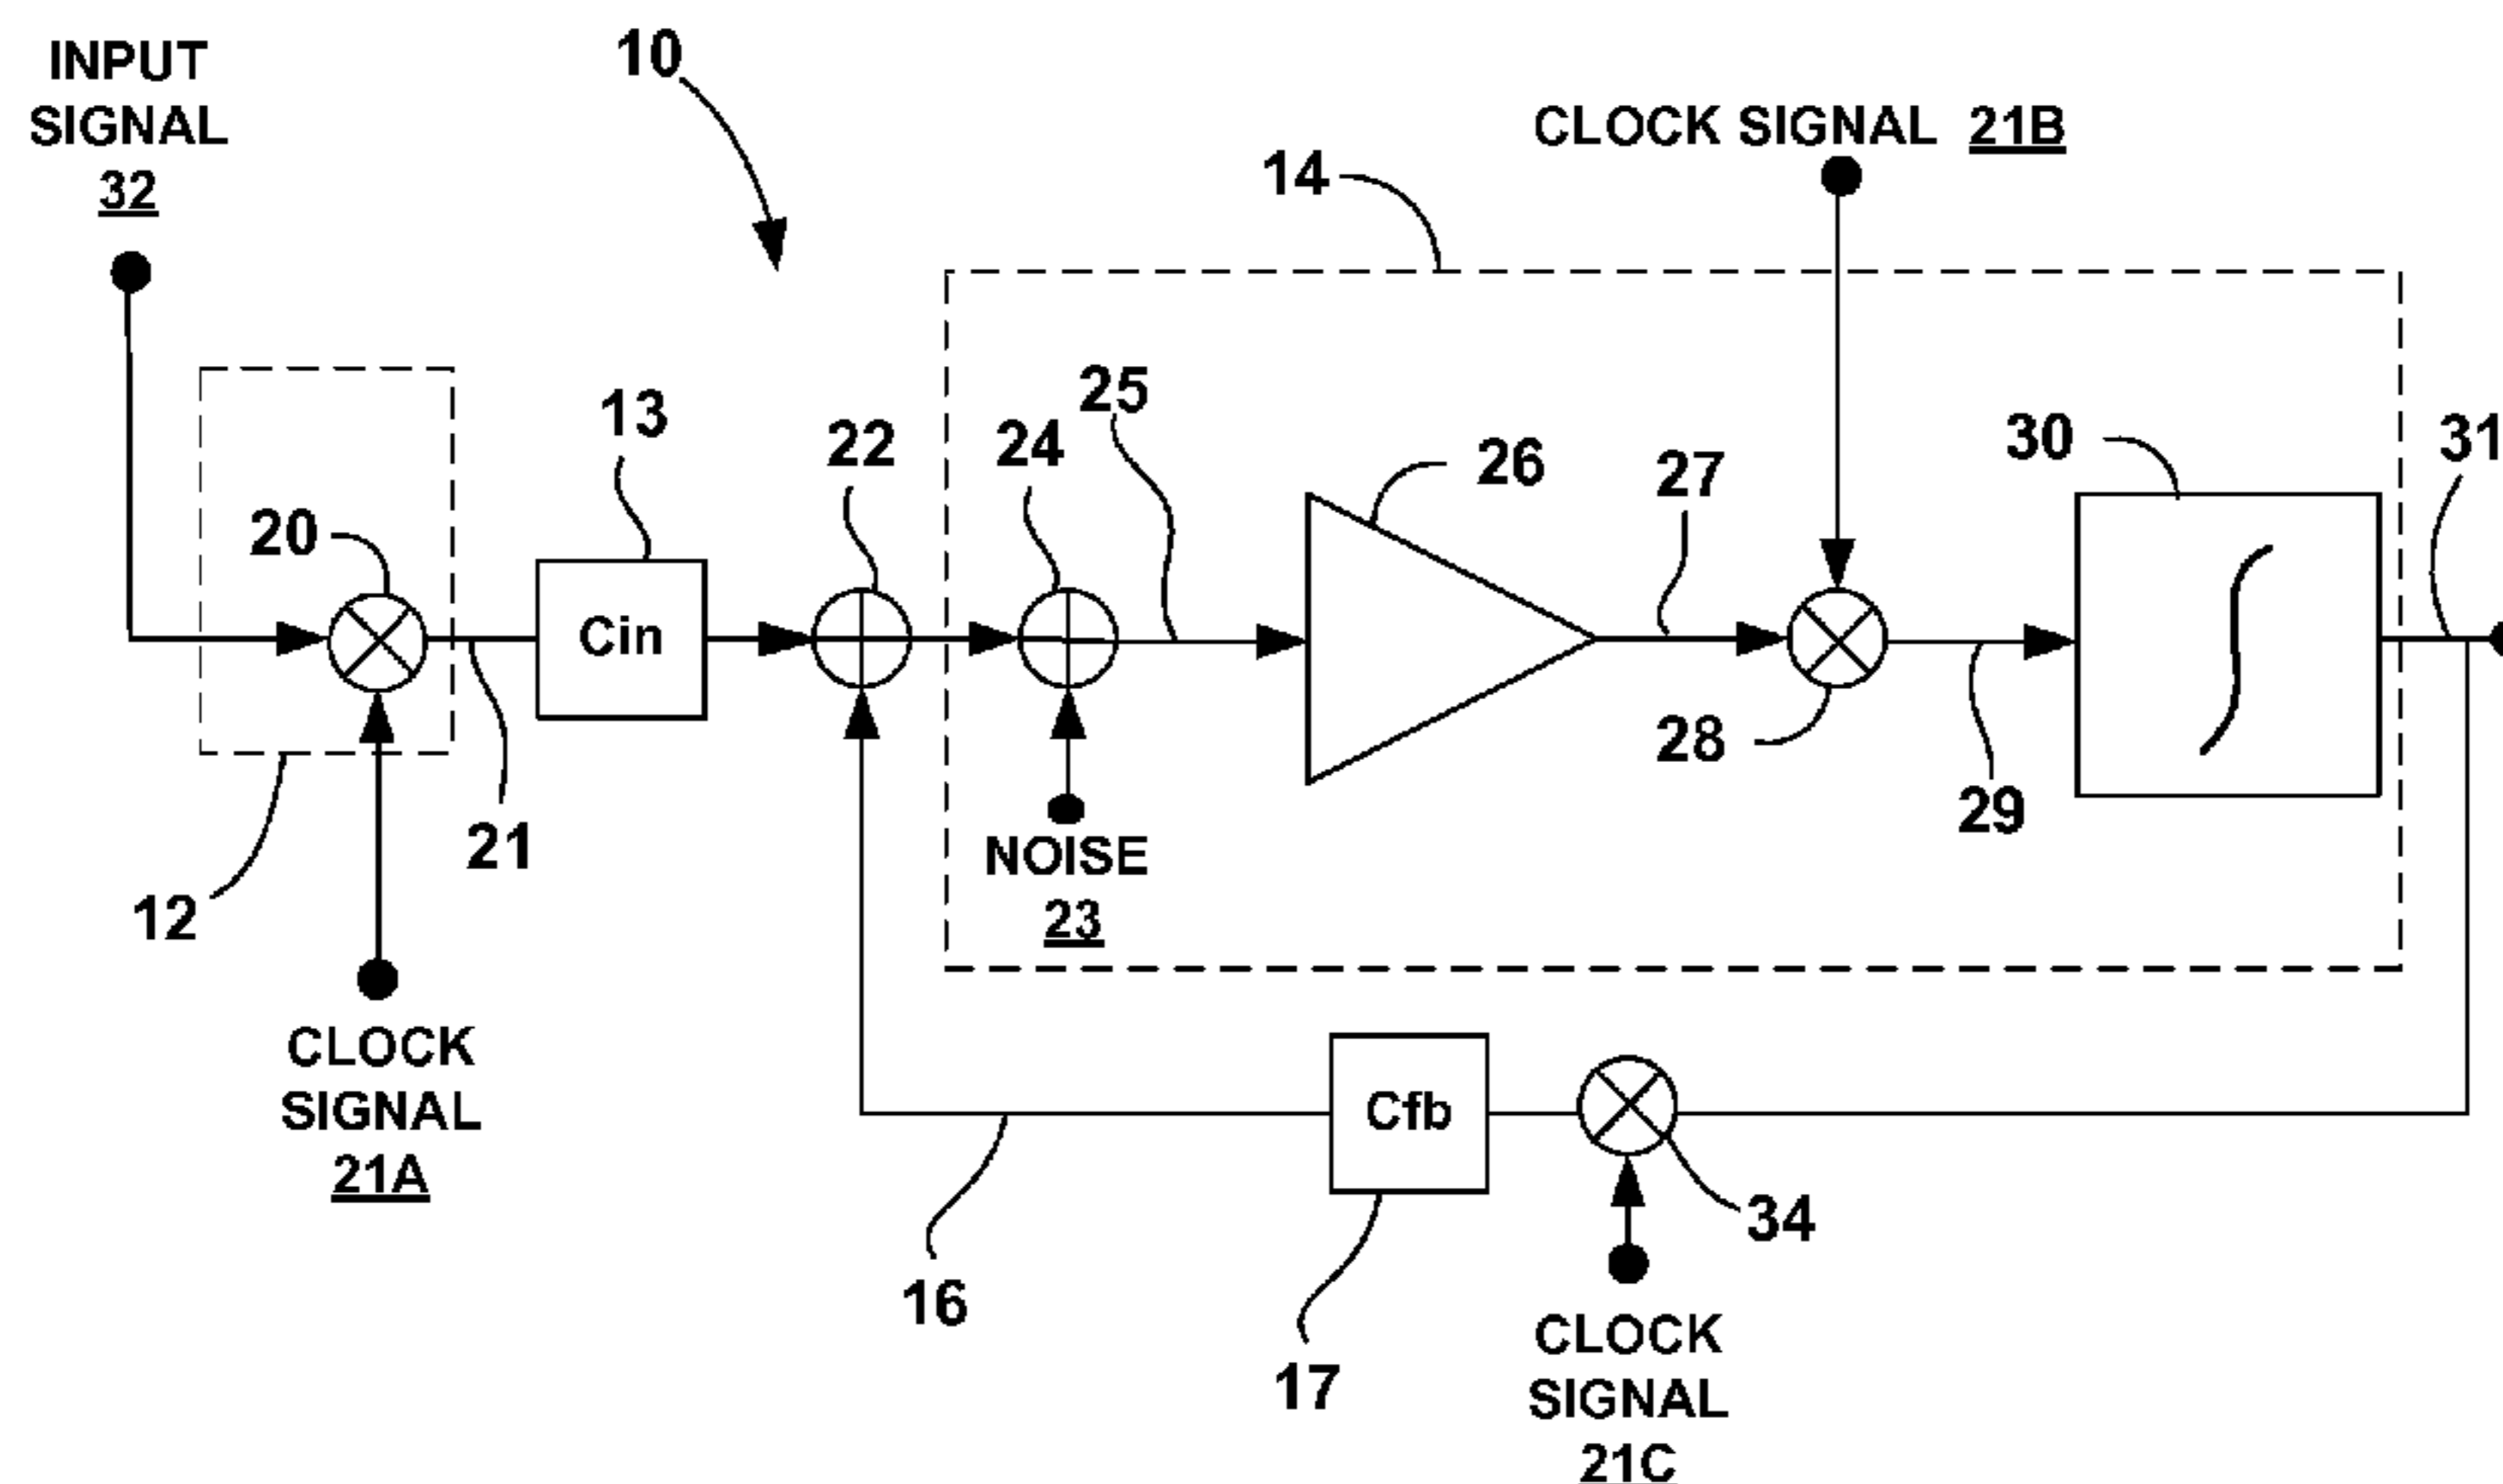 INPUT
SIGNAL
32
10
CLOCK SIGNAL 21B
14
25
13
22
24
26
27
30
31
20
Cin
28
21
29
NOISE
23
12
CLOCK
SIGNAL
21A
Cfb
34
16
17
CLOCK
SIGNAL
21C